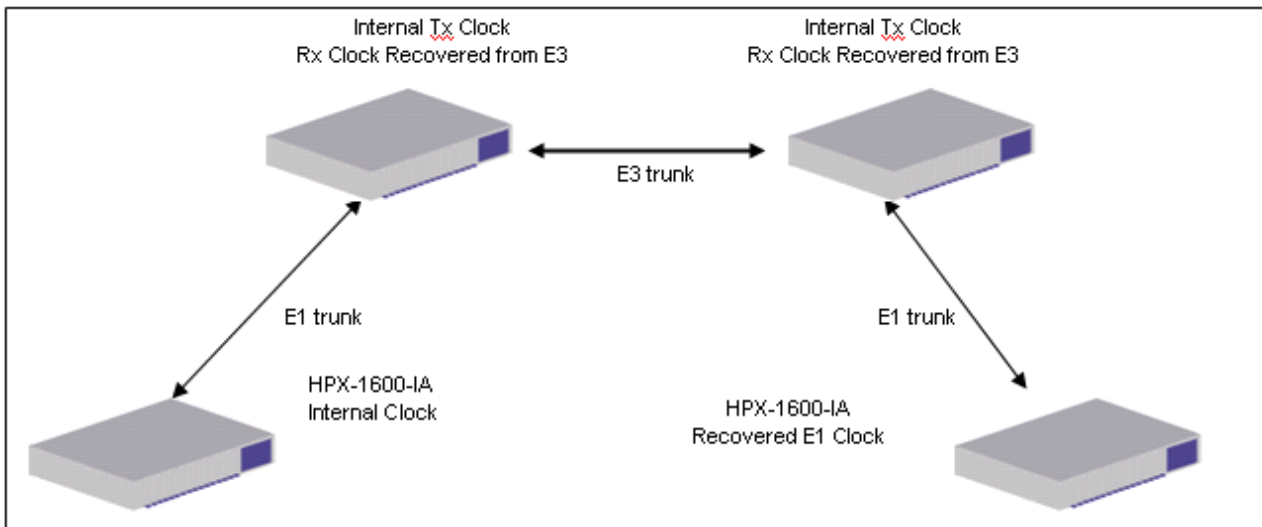 Internal Tx Clock
Rx Clock Recovered from E3
Internal Tx Clock
Rx Clock Recovered from E3
E3 trunk
E1 trunk
E1 trunk
HPX-1600-IA
Internal Clock
HPX-1600-IA
Recovered E1 Clock